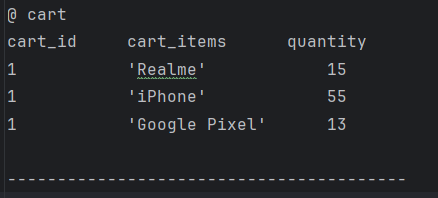 @ cart
cart_id     cart_items      quantity
1           'Realme'            15
1           'iPhone'            55
1           'Google Pixel'      13
----------------------------------------